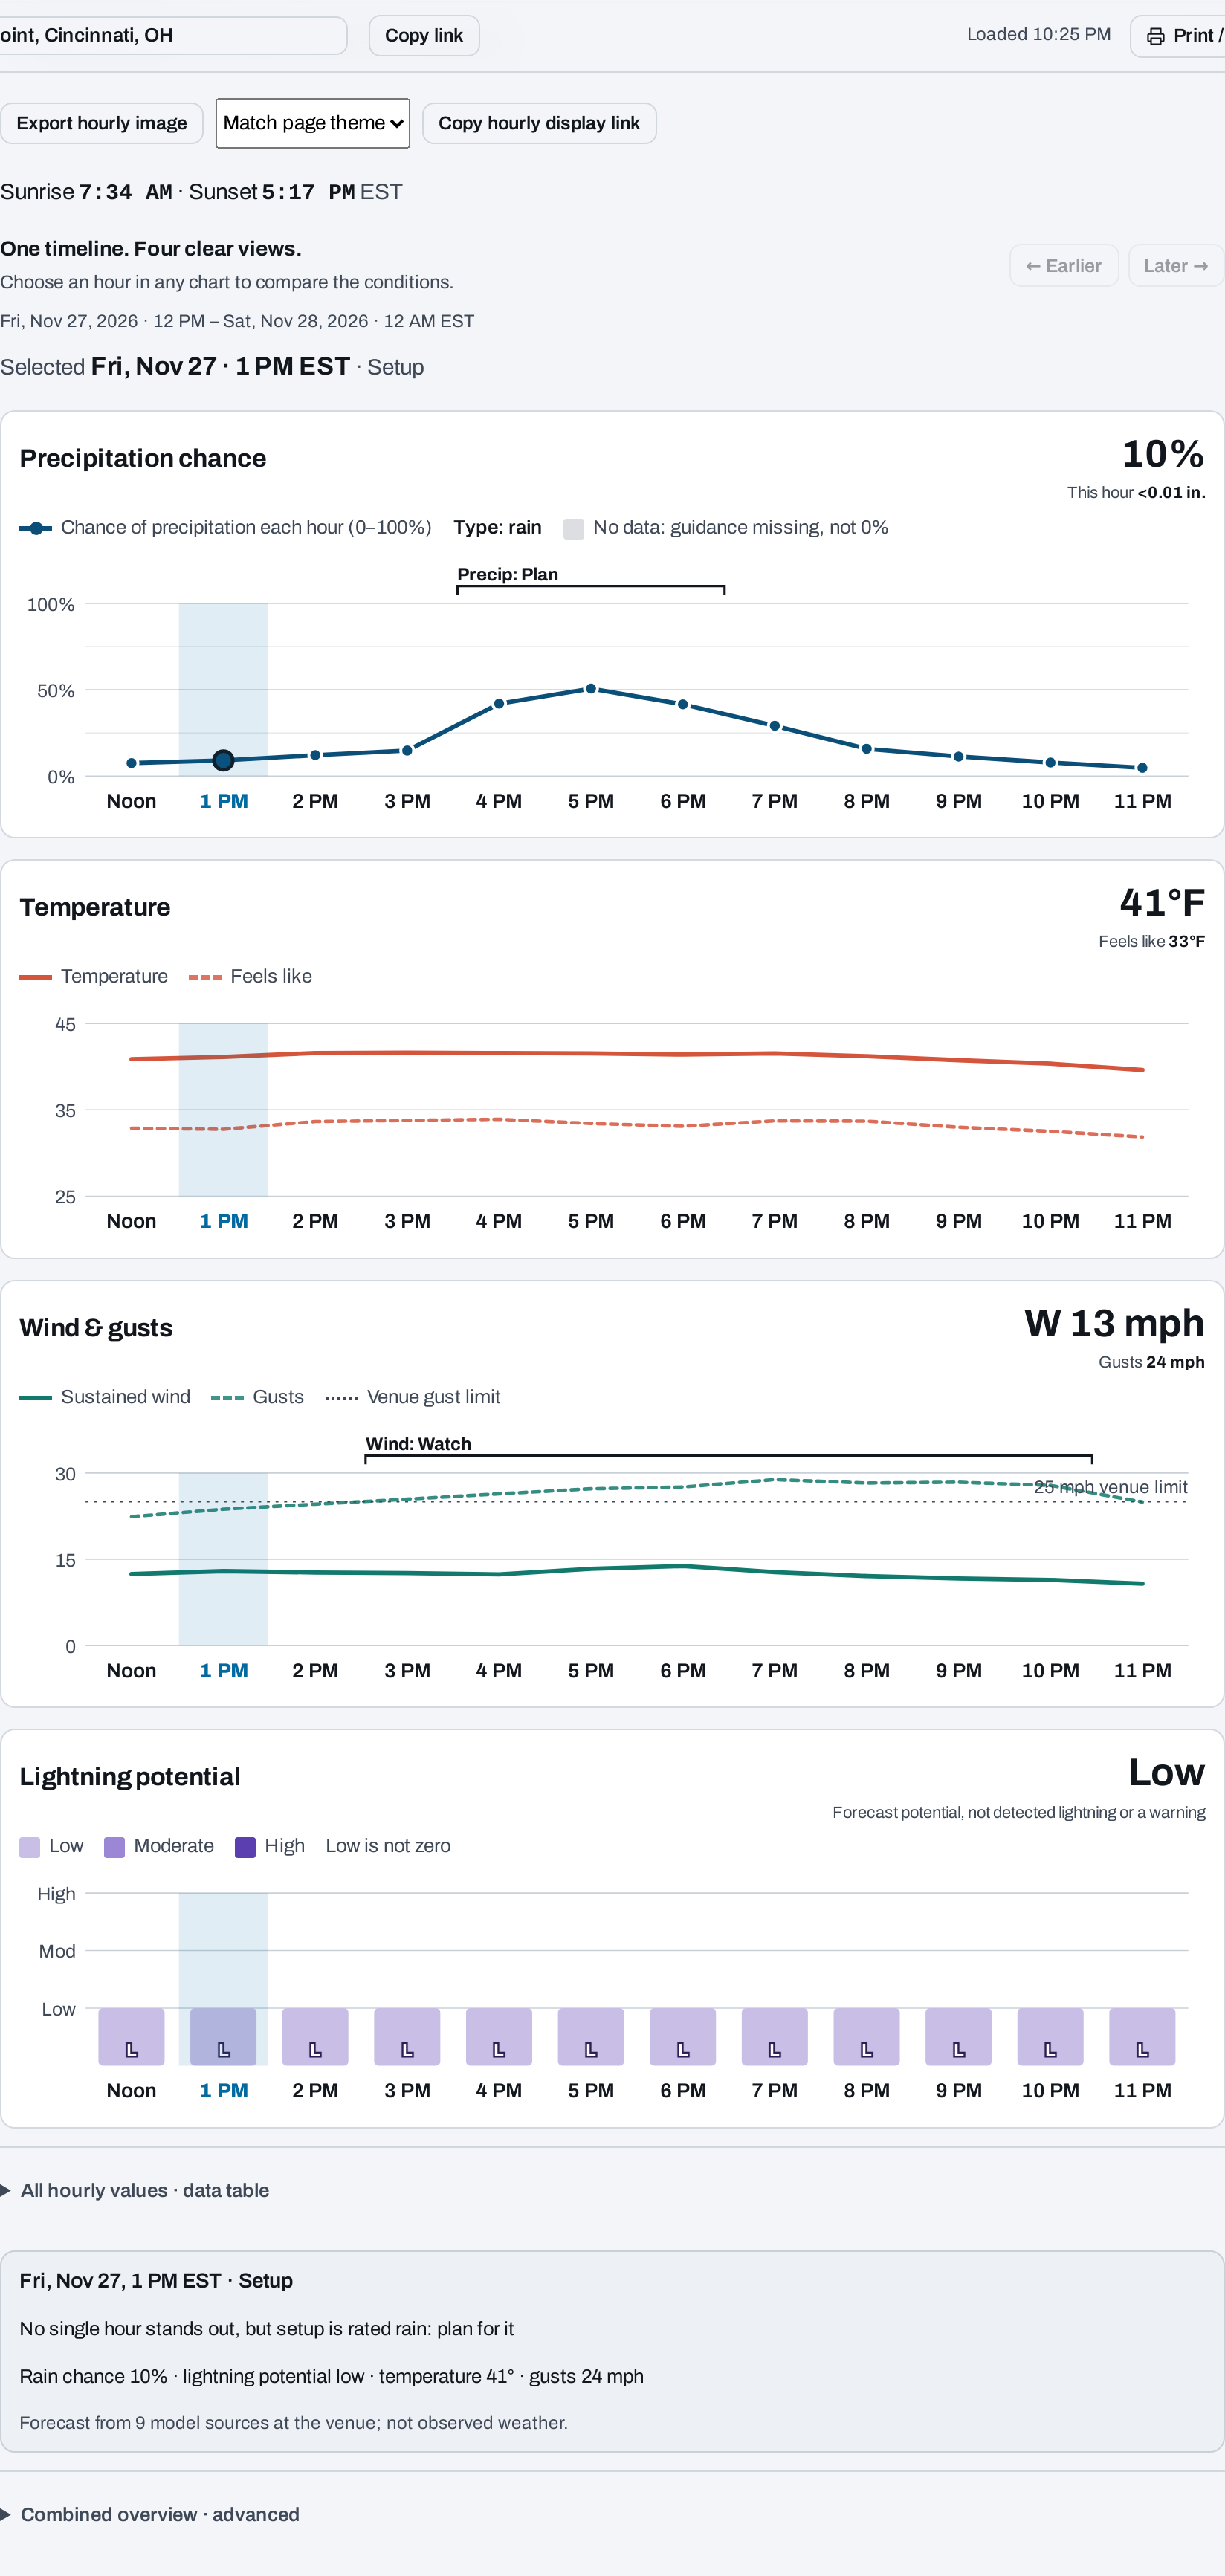 oint, Cincinnati, OH Copy link Loaded 10:25 PM Print /
Export hourly image Match page theme Copy hourly display link
Sunrise 7:34 AM · Sunset 5:17 PM EST
One timeline. Four clear views.
Choose an hour in any chart to compare the conditions.
← Earlier Later →
Fri, Nov 27, 2026 · 12 PM – Sat, Nov 28, 2026 · 12 AM EST
Selected Fri, Nov 27 · 1 PM EST · Setup
Precipitation chance
10%
This hour <0.01 in.
Chance of precipitation each hour (0–100%) Type: rain No data: guidance missing, not 0%
Precip: Plan
100%
50%
0%
Noon 1 PM 2 PM 3 PM 4 PM 5 PM 6 PM 7 PM 8 PM 9 PM 10 PM 11 PM
Temperature
41°F
Feels like 33°F
Temperature Feels like
45
35
25
Noon 1 PM 2 PM 3 PM 4 PM 5 PM 6 PM 7 PM 8 PM 9 PM 10 PM 11 PM
Wind & gusts
W 13 mph
Gusts 24 mph
Sustained wind Gusts Venue gust limit
Wind: Watch
30
25 mph venue limit
15
0
Noon 1 PM 2 PM 3 PM 4 PM 5 PM 6 PM 7 PM 8 PM 9 PM 10 PM 11 PM
Lightning potential
Low
Forecast potential, not detected lightning or a warning
Low Moderate High Low is not zero
High
Mod
Low
L L L L L L L L L L L L
Noon 1 PM 2 PM 3 PM 4 PM 5 PM 6 PM 7 PM 8 PM 9 PM 10 PM 11 PM
All hourly values · data table
Fri, Nov 27, 1 PM EST · Setup
No single hour stands out, but setup is rated rain: plan for it
Rain chance 10% · lightning potential low · temperature 41° · gusts 24 mph
Forecast from 9 model sources at the venue; not observed weather.
Combined overview · advanced